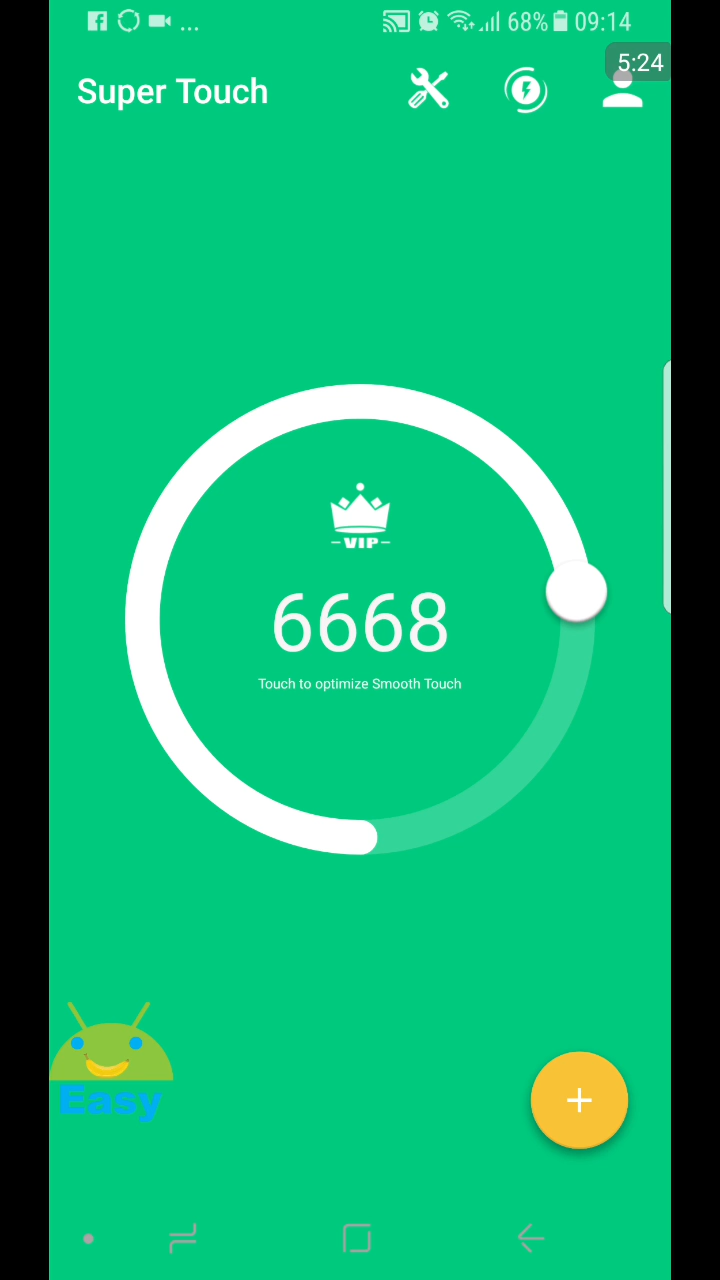 ... 68% 09:14
5:24
Super Touch
-VIP-
6668
Touch to optimize Smooth Touch
Easy
+